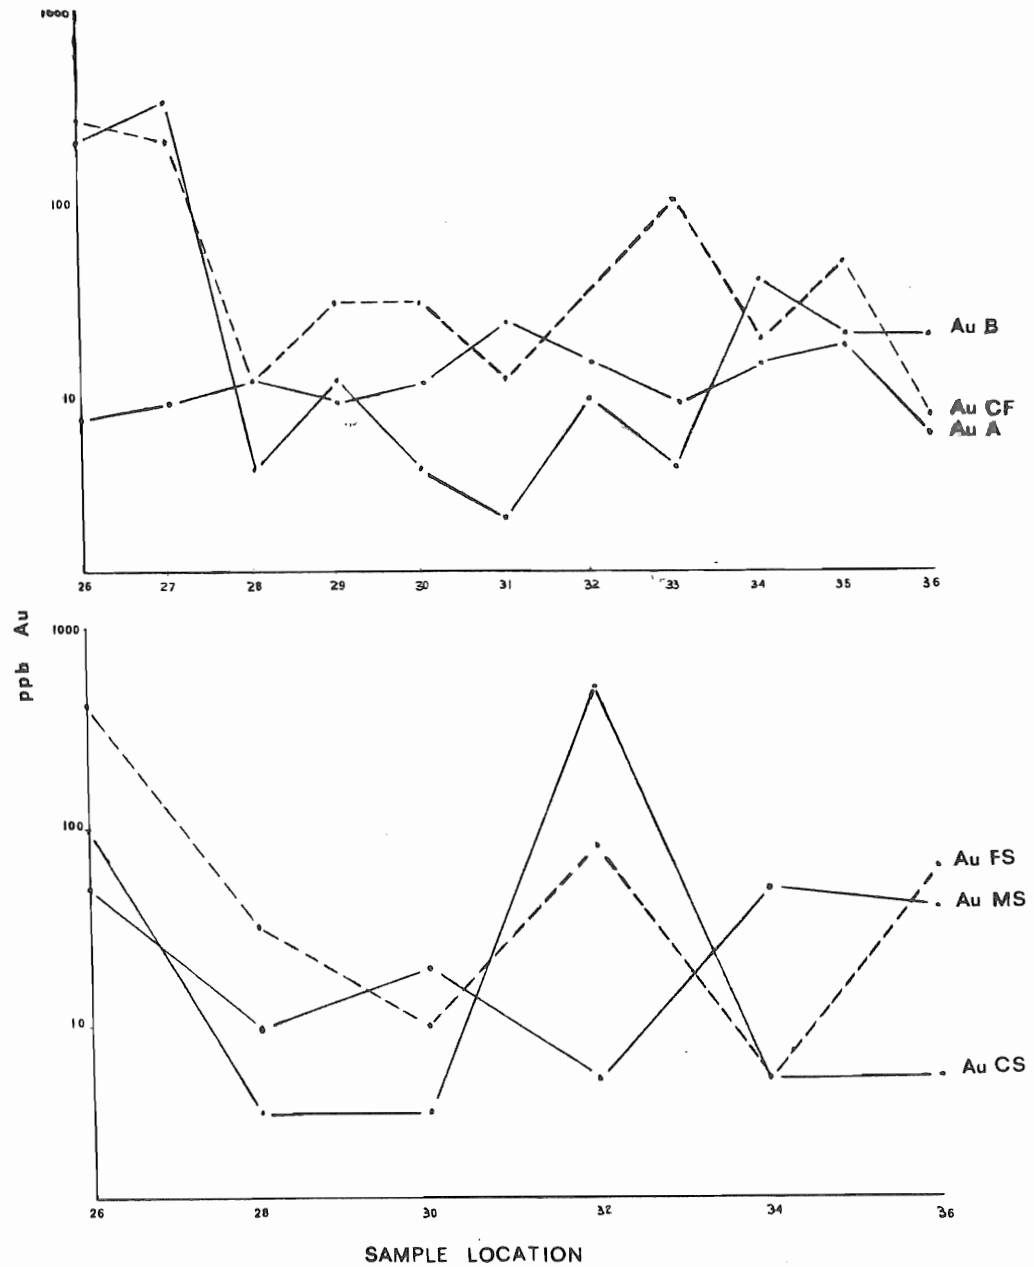 1000
100
10
Au B
Au CF
Au A
26 27 28 29 30 31 32 33 34 35 36
ppb Au
1000
100
10
Au FS
Au MS
Au CS
26 28 30 32 34 36
SAMPLE LOCATION